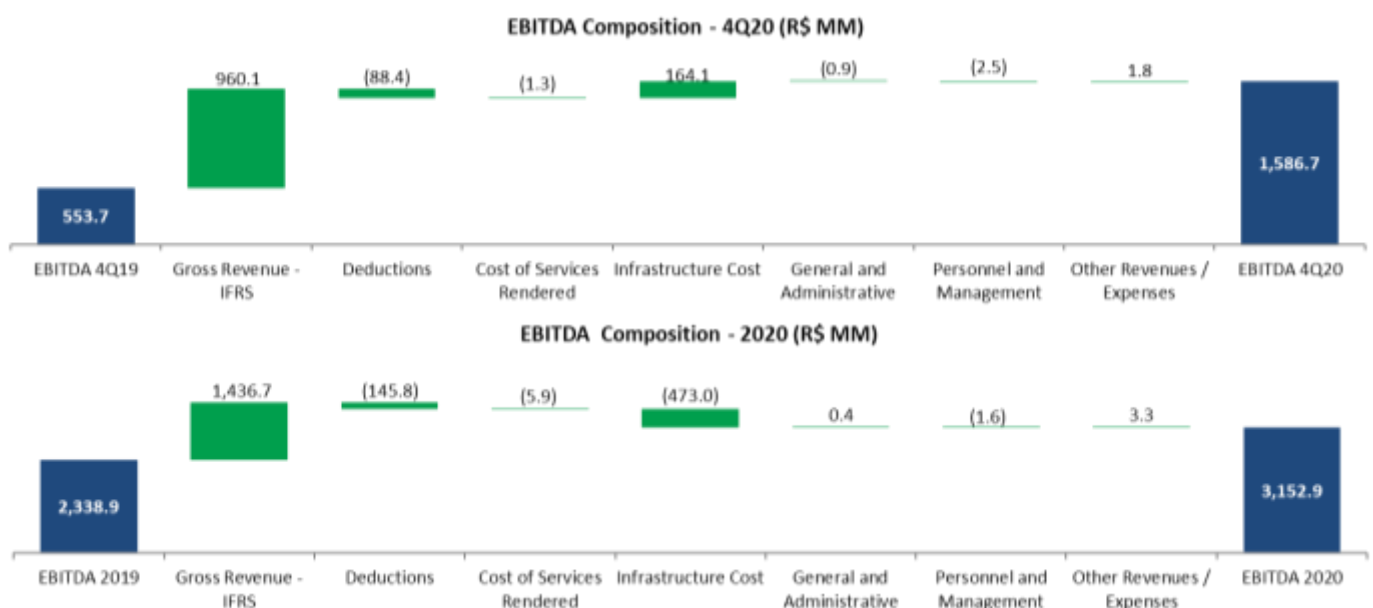 EBITDA Composition - 4Q20 (R$ MM)
960.1 (88.4) (1.3) 164.1 (0.9) (2.5) 1.8
1,586.7
553.7
EBITDA 4Q19 Gross Revenue - Deductions Cost of Services Infrastructure Cost General and Personnel and Other Revenues / EBITDA 4Q20
IFRS Rendered Administrative Management Expenses
EBITDA Composition - 2020 (R$ MM)
1,436.7 (145.8) (5.9) (473.0) 0.4 (1.6) 3.3
2,338.9 3,152.9
EBITDA 2019 Gross Revenue - Deductions Cost of Services Infrastructure Cost General and Personnel and Other Revenues / EBITDA 2020
IFRS Rendered Administrative Management Expenses